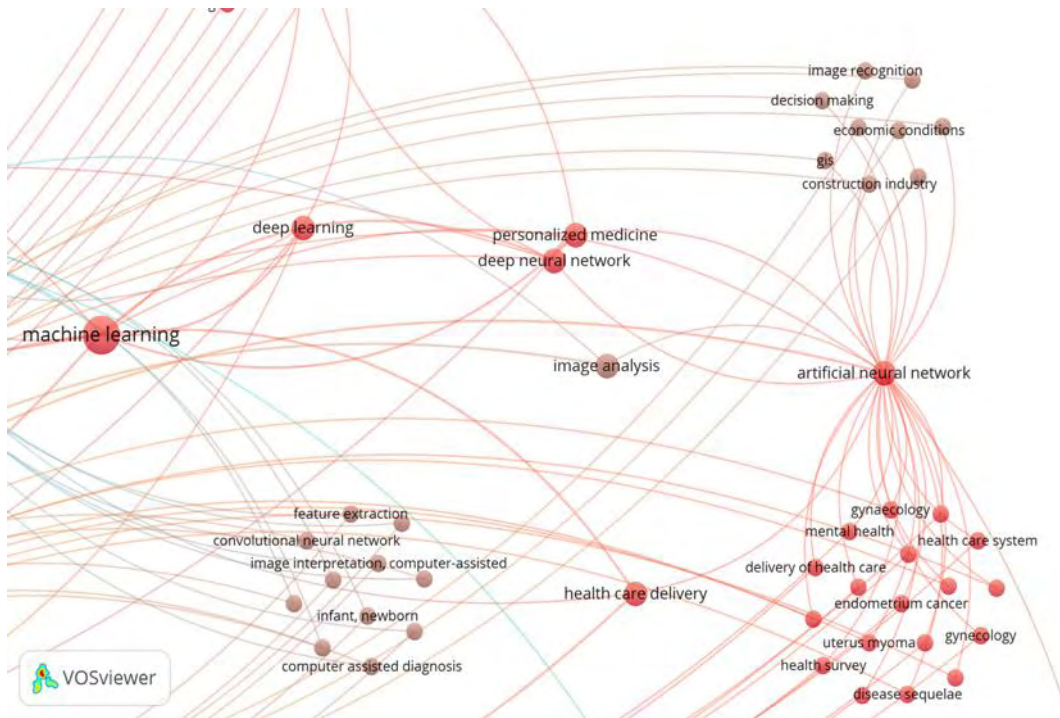 image recognition
decision making
economic conditions
gis
construction industry
deep learning
personalized medicine
deep neural network
machine learning
image analysis
artificial neural network
feature extraction
convolutional neural network
image interpretation, computer-assisted
infant, newborn
computer assisted diagnosis
health care delivery
gynaecology
mental health
health care system
delivery of health care
endometrium cancer
uterus myoma
gynecology
health survey
disease sequelae
VOSviewer